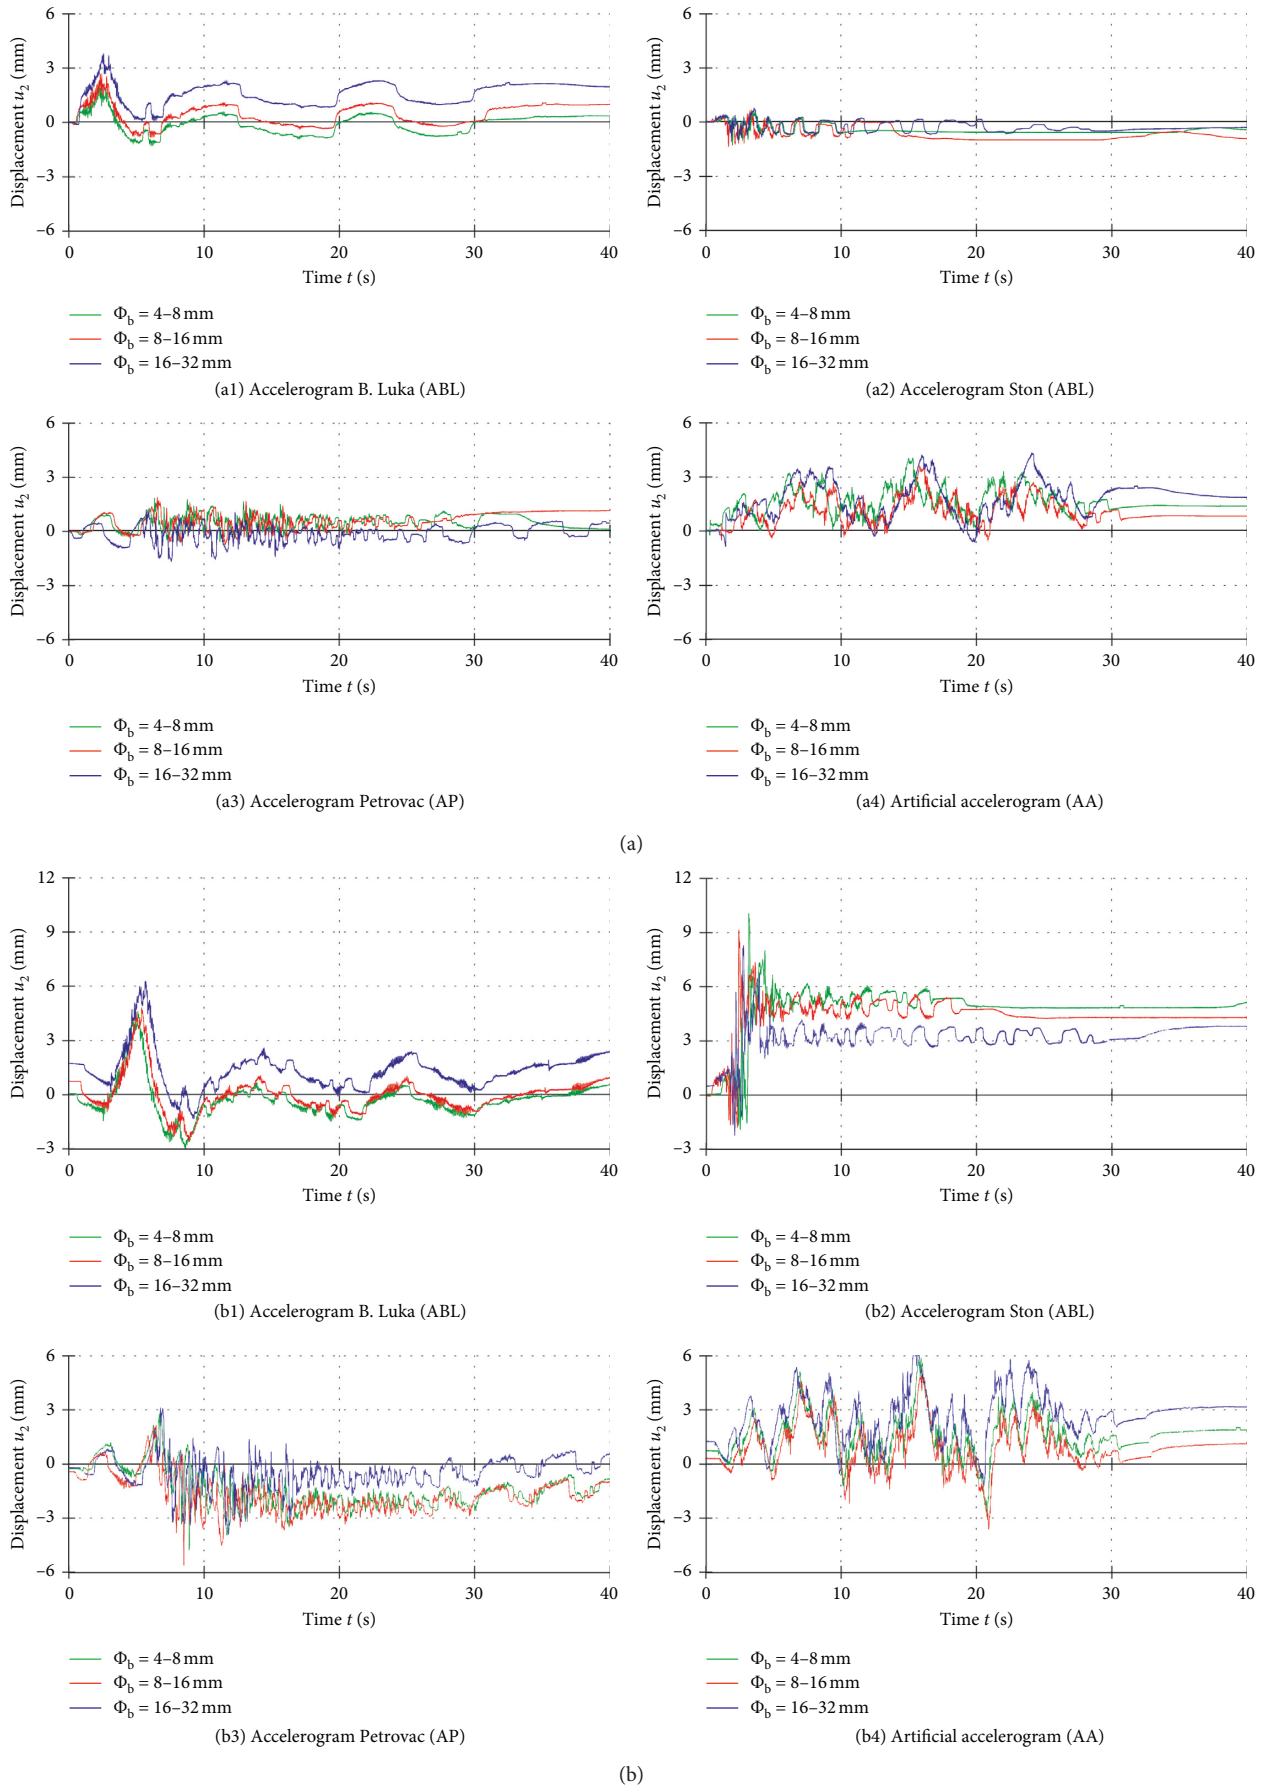 6
3
0
−3
−6
Displacement u2 (mm)
0 10 20 30 40
Time t (s)
Φb = 4–8 mm
Φb = 8–16 mm
Φb = 16–32 mm
(a1) Accelerogram B. Luka (ABL)
6
3
0
−3
−6
Displacement u2 (mm)
0 10 20 30 40
Time t (s)
Φb = 4–8 mm
Φb = 8–16 mm
Φb = 16–32 mm
(a2) Accelerogram Ston (ABL)
6
3
0
−3
−6
Displacement u2 (mm)
0 10 20 30 40
Time t (s)
Φb = 4–8 mm
Φb = 8–16 mm
Φb = 16–32 mm
(a3) Accelerogram Petrovac (AP)
6
3
0
−3
−6
Displacement u2 (mm)
0 10 20 30 40
Time t (s)
Φb = 4–8 mm
Φb = 8–16 mm
Φb = 16–32 mm
(a4) Artificial accelerogram (AA)
(a)
12
9
6
3
0
−3
Displacement u2 (mm)
0 10 20 30 40
Time t (s)
Φb = 4–8 mm
Φb = 8–16 mm
Φb = 16–32 mm
(b1) Accelerogram B. Luka (ABL)
12
9
6
3
0
−3
Displacement u2 (mm)
0 10 20 30 40
Time t (s)
Φb = 4–8 mm
Φb = 8–16 mm
Φb = 16–32 mm
(b2) Accelerogram Ston (ABL)
6
3
0
−3
−6
Displacement u2 (mm)
0 10 20 30 40
Time t (s)
Φb = 4–8 mm
Φb = 8–16 mm
Φb = 16–32 mm
(b3) Accelerogram Petrovac (AP)
6
3
0
−3
−6
Displacement u2 (mm)
0 10 20 30 40
Time t (s)
Φb = 4–8 mm
Φb = 8–16 mm
Φb = 16–32 mm
(b4) Artificial accelerogram (AA)
(b)